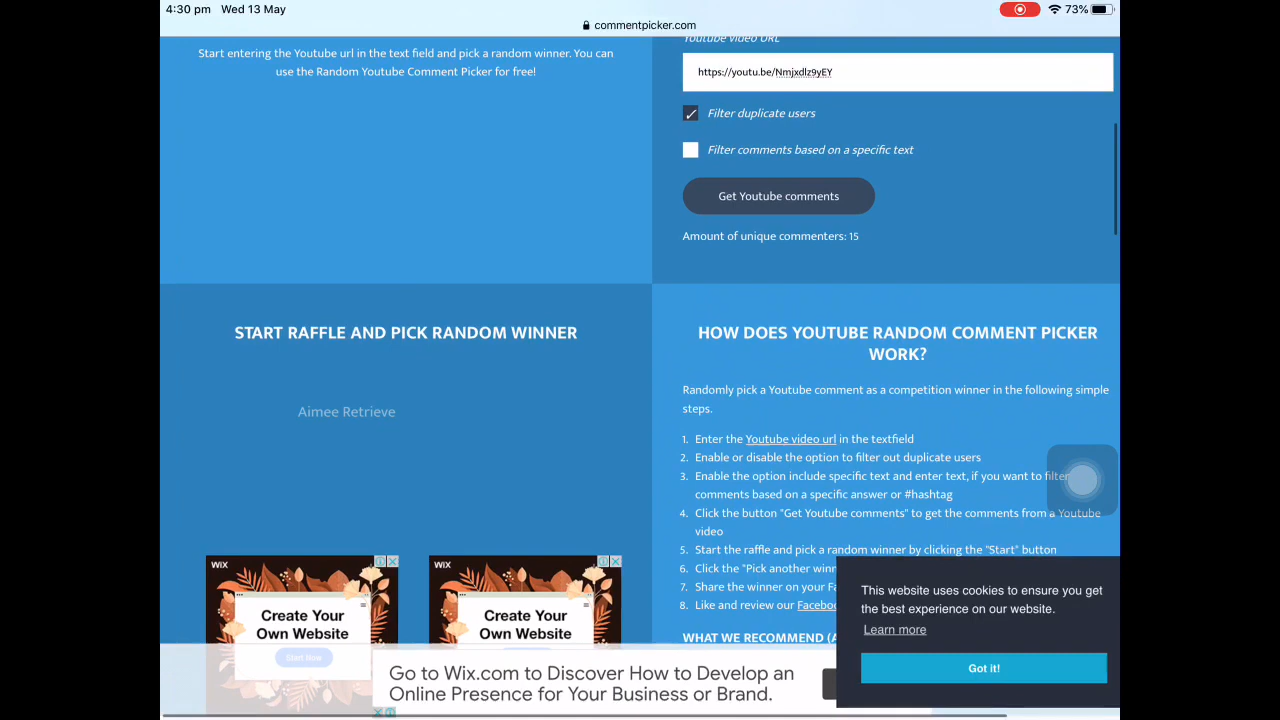 4:30 pm Wed 13 May
73%
commentpicker.com
Start entering the Youtube url in the text field and pick a random winner. You can
use the Random Youtube Comment Picker for free!
Youtube video URL
https://youtu.be/Nmjxdlz9yEY
Filter duplicate users
Filter comments based on a specific text
Get Youtube comments
Amount of unique commenters: 15
START RAFFLE AND PICK RANDOM WINNER
Aimee Retrieve
HOW DOES YOUTUBE RANDOM COMMENT PICKER
WORK?
Randomly pick a Youtube comment as a competition winner in the following simple
steps.
1. Enter the Youtube video url in the textfield
2. Enable or disable the option to filter out duplicate users
3. Enable the option include specific text and enter text, if you want to filter
comments based on a specific answer or #hashtag
4. Click the button "Get Youtube comments" to get the comments from a Youtube
video
5. Start the raffle and pick a random winner by clicking the "Start" button
6. Click the "Pick another
7. Share the winner on your
8. Like and review our
WHAT WE RECOMMEND
WiX
Create Your
Own Website
Start Now
WiX
Create Your
Own Website
Go to Wix.com to Discover How to Develop an
Online Presence for Your Business or Brand.
This website uses cookies to ensure you get
the best experience on our website.
Learn more
Got it!